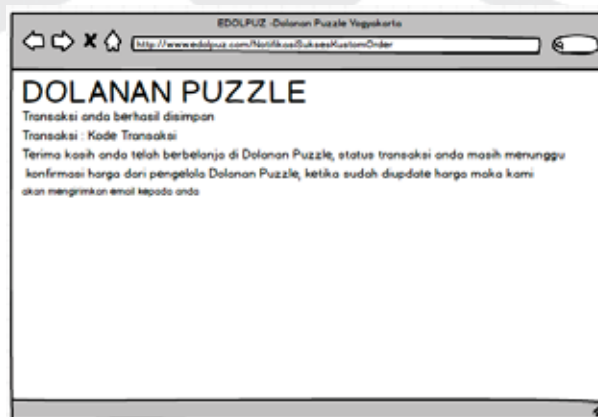 EDOLPUZ -Dolanan Puzzle Yogyakarta
http://www.edolpuz.com/NotifikasiSuksesKustomOrder
DOLANAN PUZZLE
Transaksi anda berhasil disimpan
Transaksi : Kode Transaksi
Terima kasih anda telah berbelanja di Dolanan Puzzle, status transaksi anda masih menunggu
konfirmasi harga dari pengelola Dolanan Puzzle, ketika sudah diupdate harga maka kami
akan mengirimkan email kepada anda